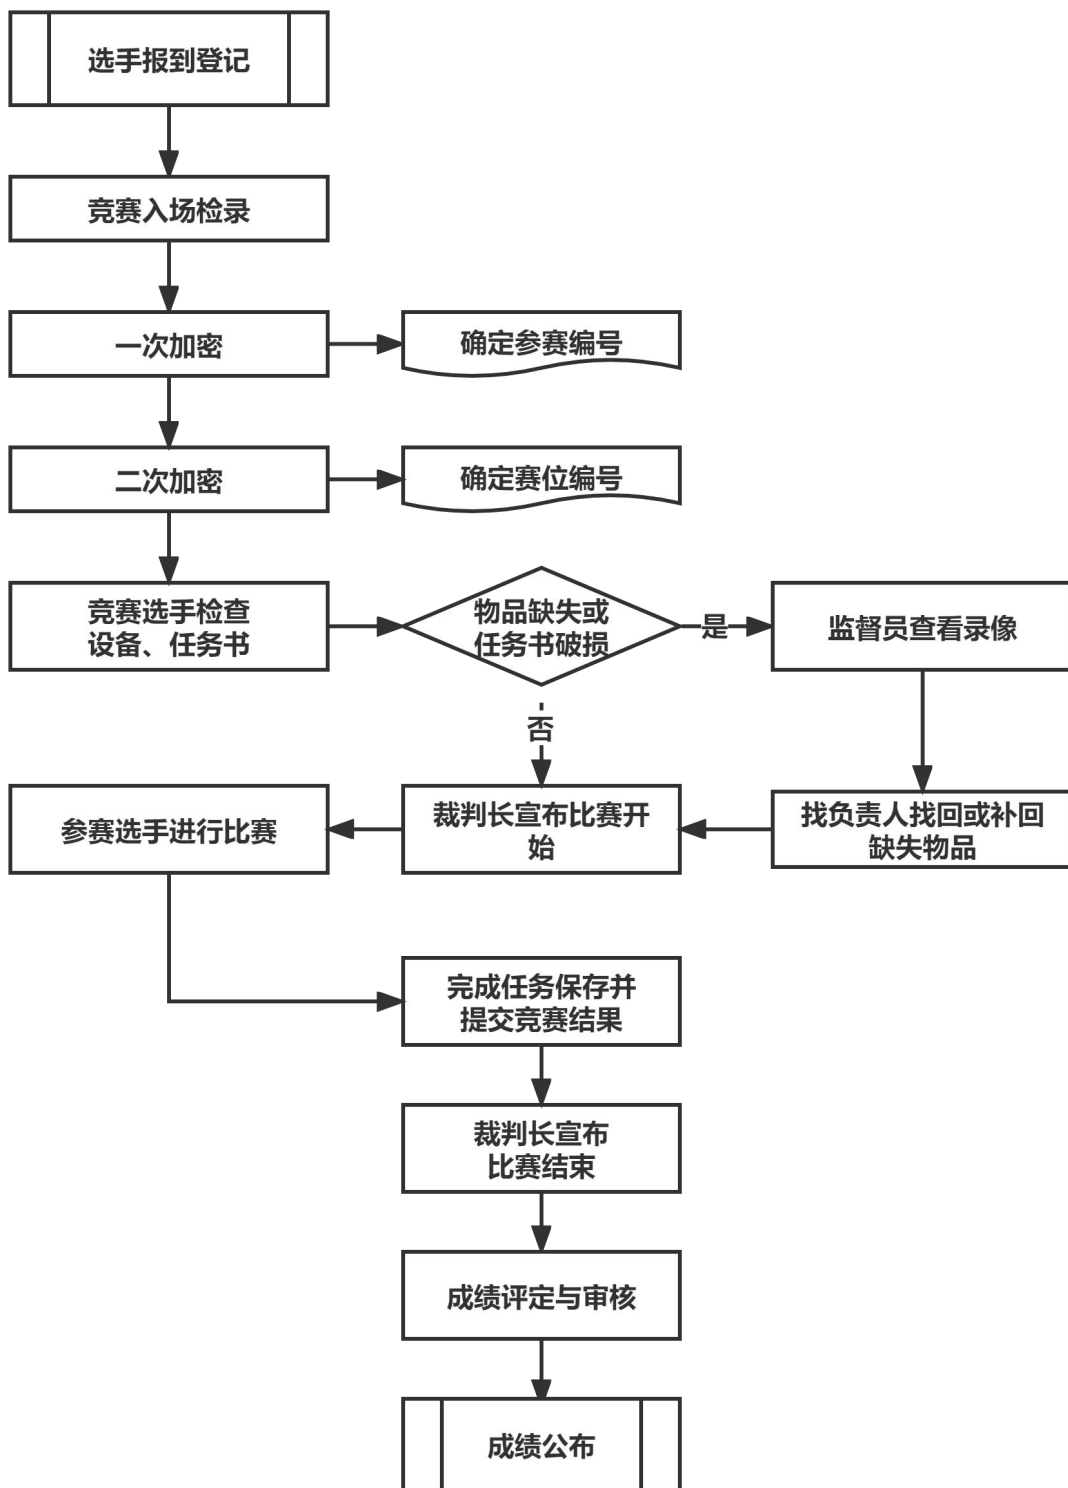 选手报到登记
竞赛入场检录
一次加密
确定参赛编号
二次加密
确定赛位编号
竞赛选手检查
设备、任务书
物品缺失或
任务书破损
是
监督员查看录像
否
参赛选手进行比赛
裁判长宣布比赛开
始
找负责人找回或补回
缺失物品
完成任务保存并
提交竞赛结果
裁判长宣布
比赛结束
成绩评定与审核
成绩公布